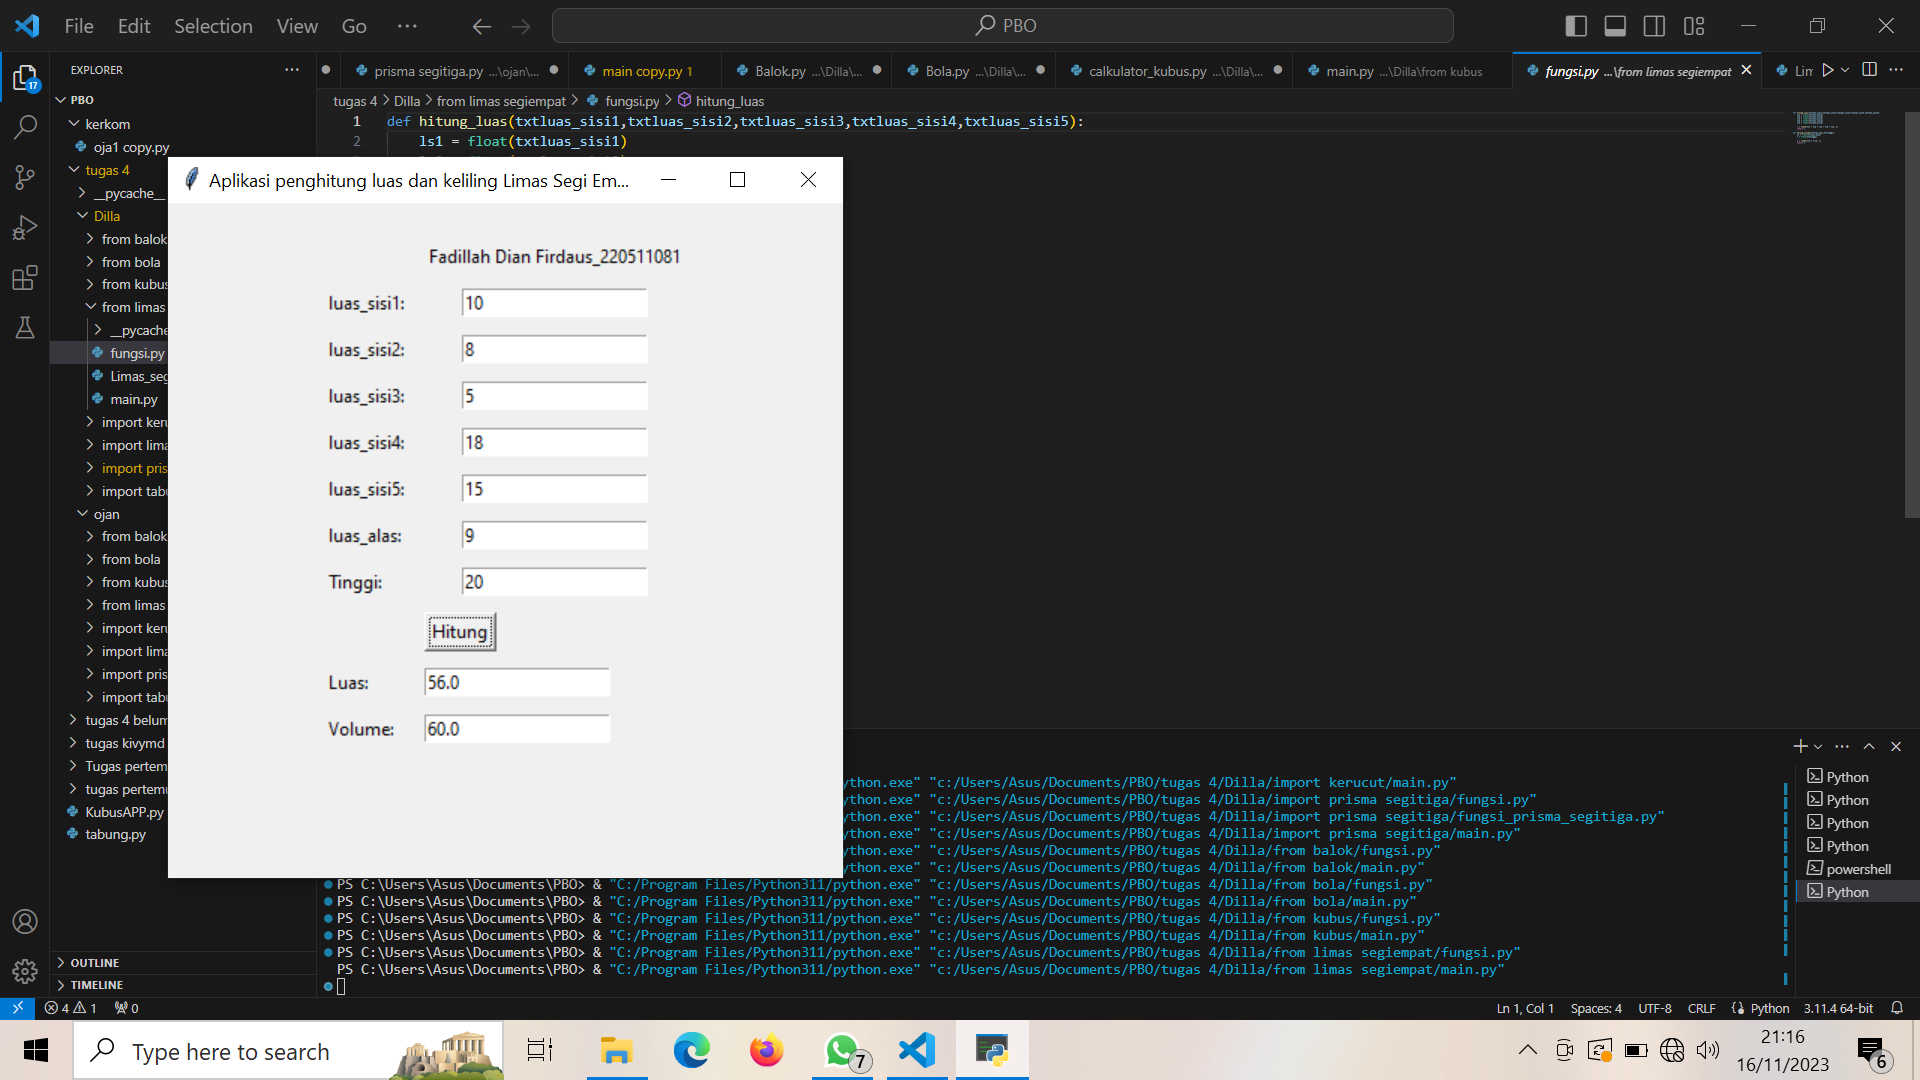 File Edit Selection View Go ··· PBO
EXPLORER
PBO
kerkom
oja1 copy.py
tugas 4
__pycache__
Dilla
from balok
from bola
from kubus
from limas
__pycache
fungsi.py
Limas_seg
main.py
import keru
import lima
import pris
import tabu
ojan
from balok
from bola
from kubus
from limas
import keru
import lima
import pris
import tabu
tugas 4 belum
tugas kivymd
Tugas pertem
tugas pertemu
KubusAPP.py
tabung.py
OUTLINE
TIMELINE
17
prisma segitiga.py ...\ojan\... main copy.py 1 Balok.py ...\Dilla\... Bola.py ...\Dilla\... calkulator_kubus.py ...\Dilla\... main.py ...\Dilla\from kubus fungsi.py ...\from limas segiempat Lim
tugas 4 > Dilla > from limas segiempat > fungsi.py > hitung_luas
1 def hitung_luas(txtluas_sisi1,txtluas_sisi2,txtluas_sisi3,txtluas_sisi4,txtluas_sisi5):
2 ls1 = float(txtluas_sisi1)
Aplikasi penghitung luas dan keliling Limas Segi Em...
Fadillah Dian Firdaus_220511081
luas_sisi1: 10
luas_sisi2: 8
luas_sisi3: 5
luas_sisi4: 18
luas_sisi5: 15
luas_alas: 9
Tinggi: 20
Hitung
Luas: 56.0
Volume: 60.0
ython.exe" "c:/Users/Asus/Documents/PBO/tugas 4/Dilla/import kerucut/main.py"
ython.exe" "c:/Users/Asus/Documents/PBO/tugas 4/Dilla/import prisma segitiga/fungsi.py"
ython.exe" "c:/Users/Asus/Documents/PBO/tugas 4/Dilla/import prisma segitiga/fungsi_prisma_segitiga.py"
ython.exe" "c:/Users/Asus/Documents/PBO/tugas 4/Dilla/import prisma segitiga/main.py"
ython.exe" "c:/Users/Asus/Documents/PBO/tugas 4/Dilla/from balok/fungsi.py"
ython.exe" "c:/Users/Asus/Documents/PBO/tugas 4/Dilla/from balok/main.py"
PS C:\Users\Asus\Documents\PBO> & "C:/Program Files/Python311/python.exe" "c:/Users/Asus/Documents/PBO/tugas 4/Dilla/from bola/fungsi.py"
PS C:\Users\Asus\Documents\PBO> & "C:/Program Files/Python311/python.exe" "c:/Users/Asus/Documents/PBO/tugas 4/Dilla/from bola/main.py"
PS C:\Users\Asus\Documents\PBO> & "C:/Program Files/Python311/python.exe" "c:/Users/Asus/Documents/PBO/tugas 4/Dilla/from kubus/fungsi.py"
PS C:\Users\Asus\Documents\PBO> & "C:/Program Files/Python311/python.exe" "c:/Users/Asus/Documents/PBO/tugas 4/Dilla/from kubus/main.py"
PS C:\Users\Asus\Documents\PBO> & "C:/Program Files/Python311/python.exe" "c:/Users/Asus/Documents/PBO/tugas 4/Dilla/from limas segiempat/fungsi.py"
PS C:\Users\Asus\Documents\PBO> & "C:/Program Files/Python311/python.exe" "c:/Users/Asus/Documents/PBO/tugas 4/Dilla/from limas segiempat/main.py"
Python
Python
Python
Python
powershell
Python
4 1 0 Ln 1, Col 1 Spaces: 4 UTF-8 CRLF Python 3.11.4 64-bit
Type here to search
7
21:16
16/11/2023
6